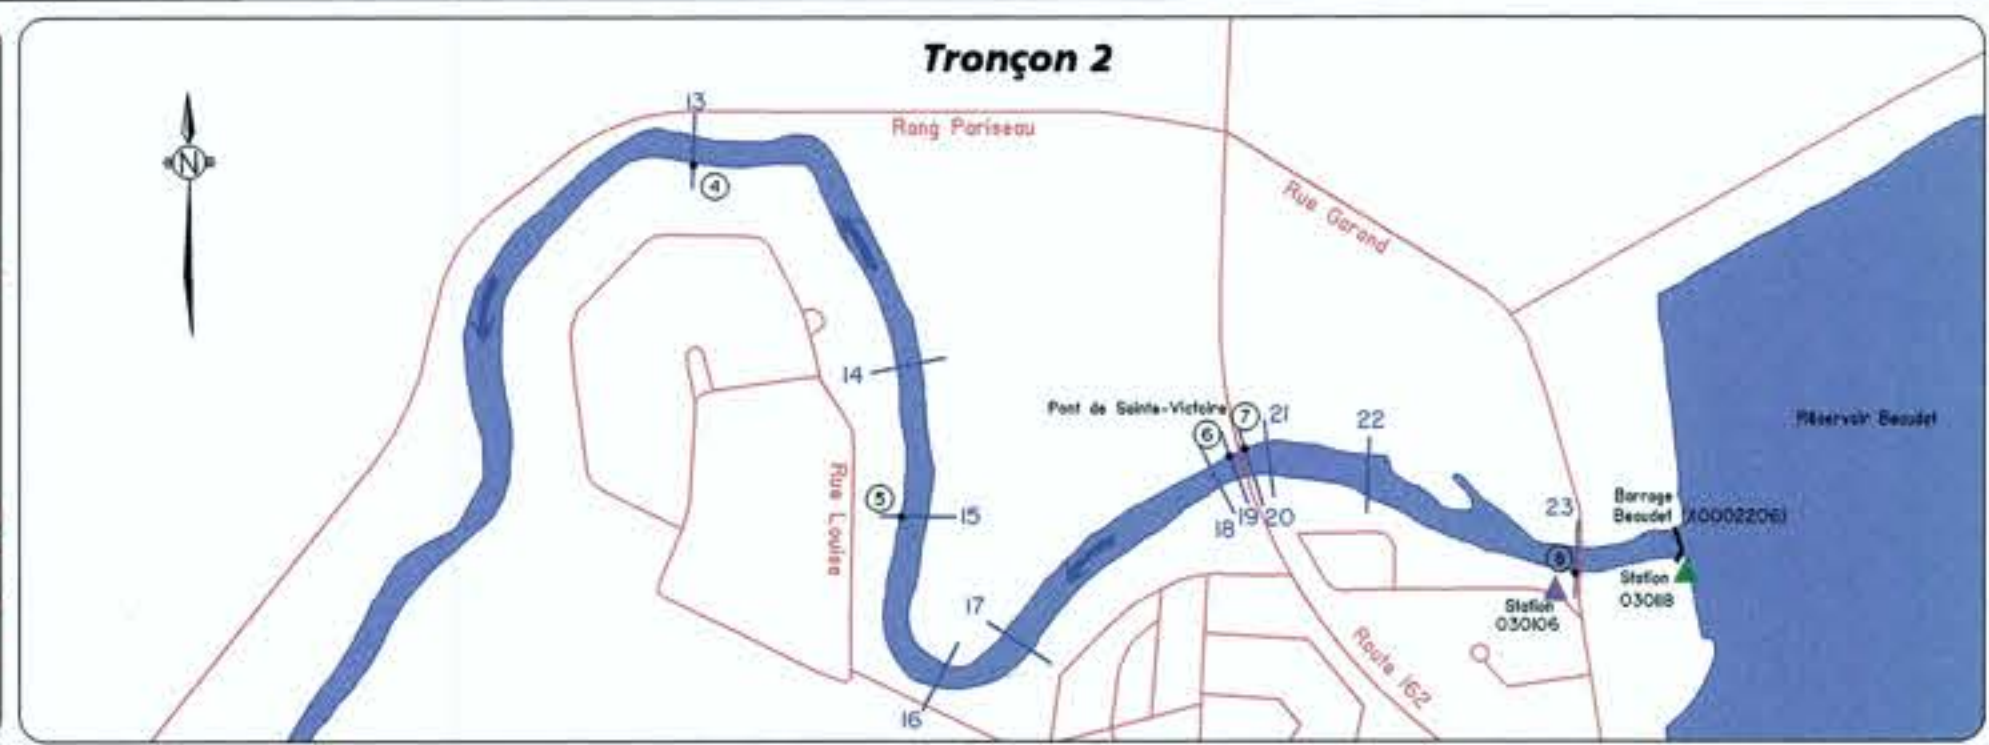 Tronçon 2
13
Rang Pariseau
N
4
Rue Garand
14
Pont de Sainte-Victoire
7
21
22
6
Réservoir Beaudet
Rue Louise
5
15
18
19
20
23
Barrage
Beaudet (X0002206)
8
Station
030118
Station
030106
17
Route 162
16